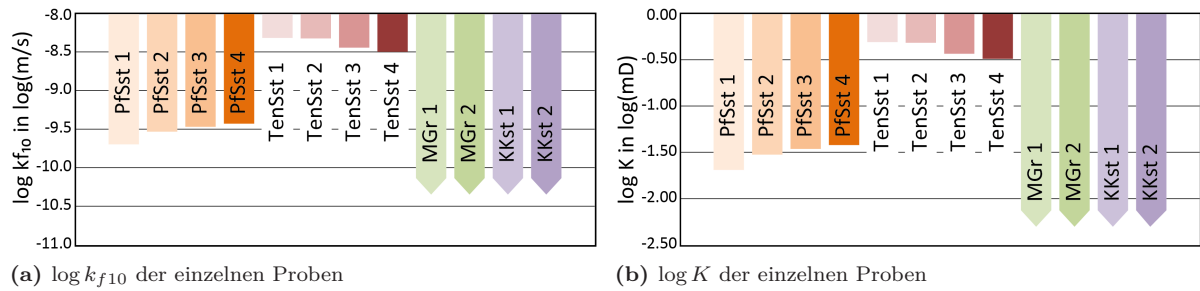 log kf10 in log(m/s)
-8.0
-8.5
-9.0
-9.5
-10.0
-10.5
-11.0
PfSst 1
PfSst 2
PfSst 3
PfSst 4
TenSst 1
TenSst 2
TenSst 3
TenSst 4
MGr 1
MGr 2
KKst 1
KKst 2
(a) log kf10 der einzelnen Proben
log K in log(mD)
0.00
-0.50
-1.00
-1.50
-2.00
-2.50
PfSst 1
PfSst 2
PfSst 3
PfSst 4
TenSst 1
TenSst 2
TenSst 3
TenSst 4
MGr 1
MGr 2
KKst 1
KKst 2
(b) log K der einzelnen Proben